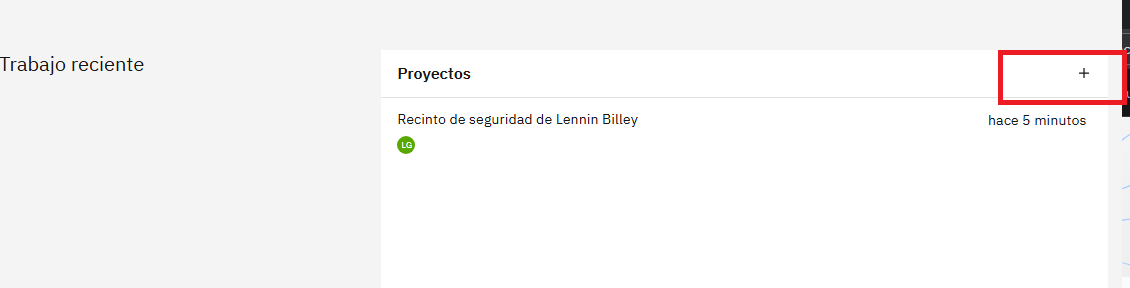 Trabajo reciente
Proyectos
+
Recinto de seguridad de Lennin Billey
hace 5 minutos
LG